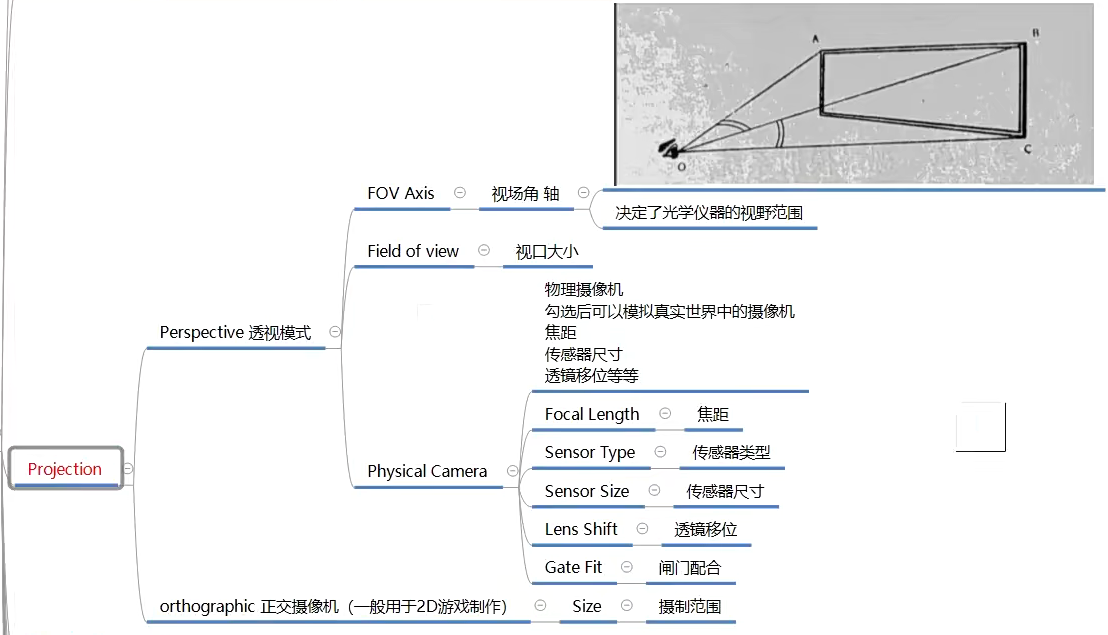 A
B
C
O
FOV Axis
视场角 轴
决定了光学仪器的视野范围
Field of view
视口大小
物理摄像机
勾选后可以模拟真实世界中的摄像机
焦距
传感器尺寸
透镜移位等等
Perspective 透视模式
Focal Length
焦距
Sensor Type
传感器类型
Projection
Physical Camera
Sensor Size
传感器尺寸
Lens Shift
透镜移位
Gate Fit
闸门配合
orthographic 正交摄像机（一般用于2D游戏制作）
Size
摄制范围